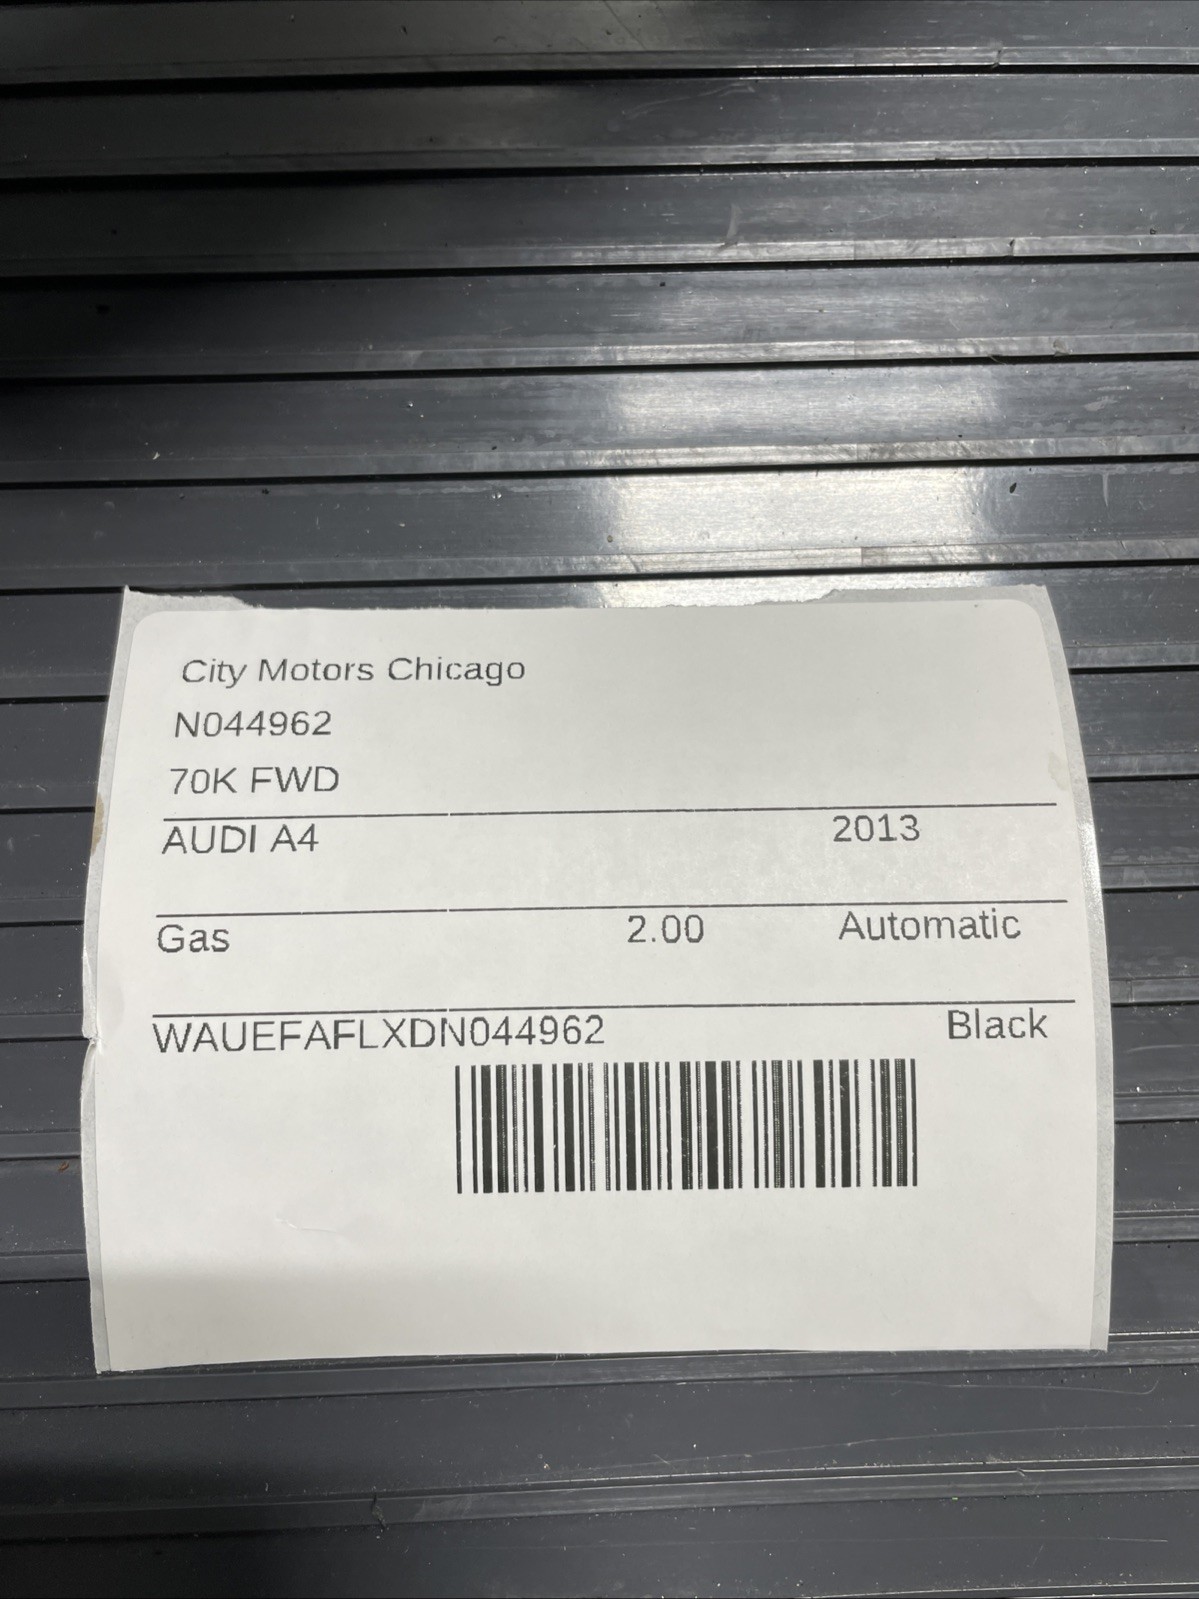 City Motors Chicago
N044962
70K FWD
AUDI A4 2013
Gas 2.00 Automatic
WAUEFAFLXDN044962 Black